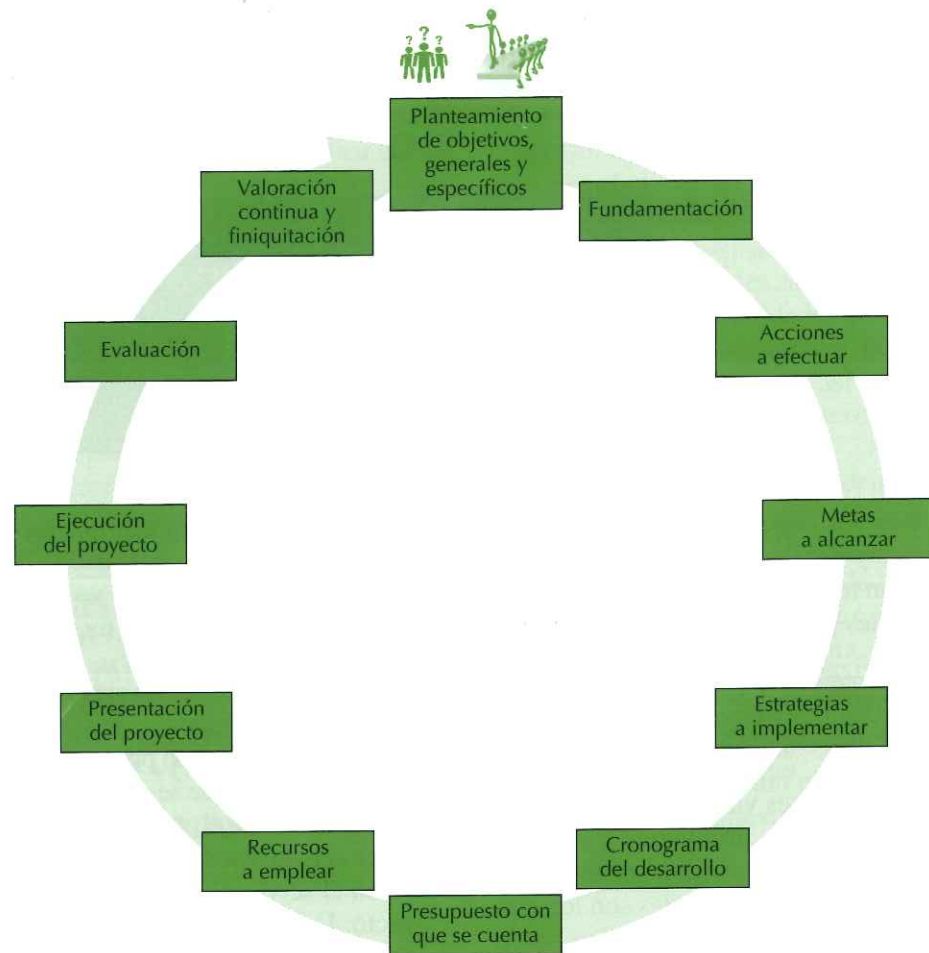 ? ? ?
Planteamiento
de objetivos,
generales y
específicos
Fundamentación
Acciones
a efectuar
Metas
a alcanzar
Estrategias
a implementar
Cronograma
del desarrollo
Presupuesto con
que se cuenta
Recursos
a emplear
Presentación
del proyecto
Ejecución
del proyecto
Evaluación
Valoración
continua y
finiquitación